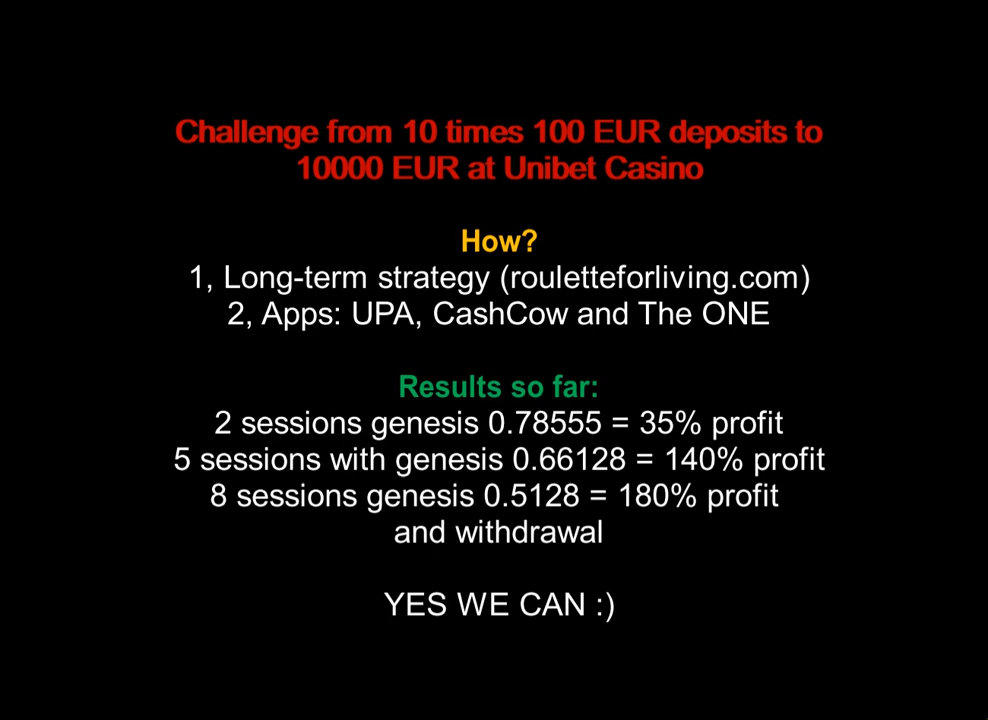 Challenge from 10 times 100 EUR deposits to
10000 EUR at Unibet Casino
How?
1, Long-term strategy (rouletteforliving.com)
2, Apps: UPA, CashCow and The ONE
Results so far:
2 sessions genesis 0.78555 = 35% profit
5 sessions with genesis 0.66128 = 140% profit
8 sessions genesis 0.5128 = 180% profit
and withdrawal
YES WE CAN :)